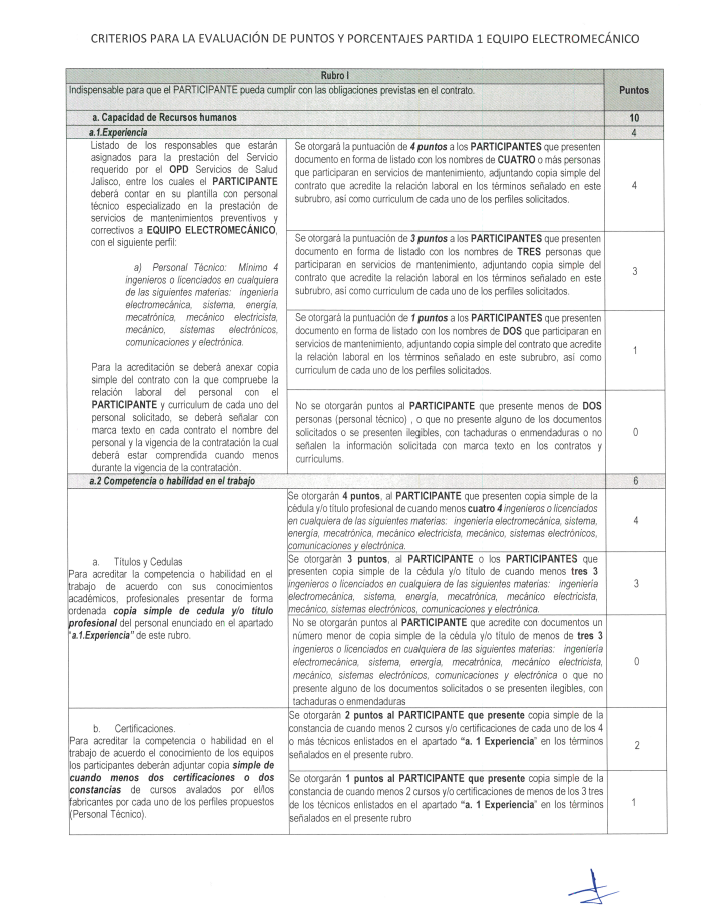 CRITERIOS PARA LA EVALUACIÓN DE PUNTOS Y PORCENTAJES PARTIDA 1 EQUIPO ELECTROMECÁNICO
Rubro I
Indispensable para que el PARTICIPANTE pueda cumplir con las obligaciones previstas en el contrato.
Puntos
a. Capacidad de Recursos humanos
10
a.1.Experiencia
4
Listado de los responsables que estarán
asignados para la prestación del Servicio
requerido por el OPD Servicios de Salud
Jalisco, entre los cuales el PARTICIPANTE
deberá contar en su plantilla con personal
técnico especializado en la prestación de
servicios de mantenimientos preventivos y
correctivos a EQUIPO ELECTROMECÁNICO,
con el siguiente perfil:
a) Personal Técnico: Mínimo 4
ingenieros o licenciados en cualquiera
de las siguientes materias: ingeniería
electromecánica, sistema, energía,
mecatrónica, mecánico electricista,
mecánico, sistemas electrónicos,
comunicaciones y electrónica.
Para la acreditación se deberá anexar copia
simple del contrato con la que compruebe la
relación laboral del personal con el
PARTICIPANTE y curriculum de cada uno del
personal solicitado, se deberá señalar con
marca texto en cada contrato el nombre del
personal y la vigencia de la contratación la cual
deberá estar comprendida cuando menos
durante la vigencia de la contratación.
Se otorgará la puntuación de 4 puntos a los PARTICIPANTES que presenten
documento en forma de listado con los nombres de CUATRO o más personas
que participaran en servicios de mantenimiento, adjuntando copia simple del
contrato que acredite la relación laboral en los términos señalado en este
subrubro, así como curriculum de cada uno de los perfiles solicitados.
4
Se otorgará la puntuación de 3 puntos a los PARTICIPANTES que presenten
documento en forma de listado con los nombres de TRES personas que
participaran en servicios de mantenimiento, adjuntando copia simple del
contrato que acredite la relación laboral en los términos señalado en este
subrubro, así como curriculum de cada uno de los perfiles solicitados.
3
Se otorgará la puntuación de 1 puntos a los PARTICIPANTES que presenten
documento en forma de listado con los nombres de DOS que participaran en
servicios de mantenimiento, adjuntando copia simple del contrato que acredite
la relación laboral en los términos señalado en este subrubro, así como
curriculum de cada uno de los perfiles solicitados.
1
No se otorgarán puntos al PARTICIPANTE que presente menos de DOS
personas (personal técnico) , o que no presente alguno de los documentos
solicitados o se presenten ilegibles, con tachaduras o enmendaduras o no
señalen la información solicitada con marca texto en los contratos y
currículums.
0
a.2 Competencia o habilidad en el trabajo
6
a. Títulos y Cedulas
Para acreditar la competencia o habilidad en el
trabajo de acuerdo con sus conocimientos
académicos, profesionales presentar de forma
ordenada copia simple de cedula y/o título
profesional del personal enunciado en el apartado
"a.1.Experiencia" de este rubro.
Se otorgarán 4 puntos, al PARTICIPANTE que presenten copia simple de la
cédula y/o título profesional de cuando menos cuatro 4 ingenieros o licenciados
en cualquiera de las siguientes materias: ingeniería electromecánica, sistema,
energía, mecatrónica, mecánico electricista, mecánico, sistemas electrónicos,
comunicaciones y electrónica.
4
Se otorgarán 3 puntos, al PARTICIPANTE o los PARTICIPANTES que
presenten copia simple de la cédula y/o título de cuando menos tres 3
ingenieros o licenciados en cualquiera de las siguientes materias: ingeniería
electromecánica, sistema, energía, mecatrónica, mecánico electricista,
mecánico, sistemas electrónicos, comunicaciones y electrónica.
3
No se otorgarán puntos al PARTICIPANTE que acredite con documentos un
número menor de copia simple de la cédula y/o título de menos de tres 3
ingenieros o licenciados en cualquiera de las siguientes materias: ingeniería
electromecánica, sistema, energía, mecatrónica, mecánico electricista,
mecánico, sistemas electrónicos, comunicaciones y electrónica o que no
presente alguno de los documentos solicitados o se presenten ilegibles, con
tachaduras o enmendaduras
0
b. Certificaciones.
Para acreditar la competencia o habilidad en el
trabajo de acuerdo el conocimiento de los equipos
los participantes deberán adjuntar copia simple de
cuando menos dos certificaciones o dos
constancias de cursos avalados por el/los
fabricantes por cada uno de los perfiles propuestos
(Personal Técnico).
Se otorgarán 2 puntos al PARTICIPANTE que presente copia simple de la
constancia de cuando menos 2 cursos y/o certificaciones de cada uno de los 4
o más técnicos enlistados en el apartado "a. 1 Experiencia" en los términos
señalados en el presente rubro.
2
Se otorgarán 1 puntos al PARTICIPANTE que presente copia simple de la
constancia de cuando menos 2 cursos y/o certificaciones de menos de los 3 tres
de los técnicos enlistados en el apartado "a. 1 Experiencia" en los términos
señalados en el presente rubro
1